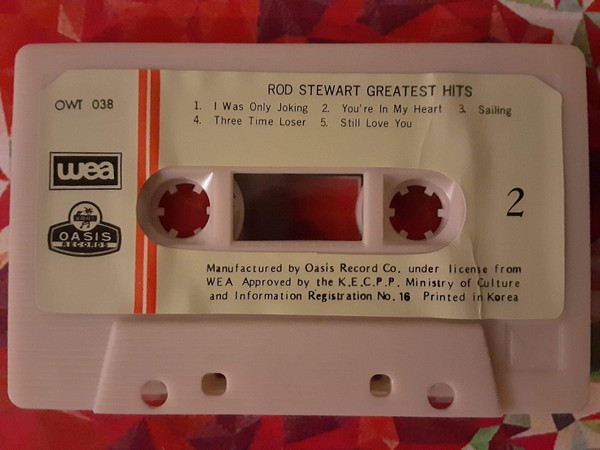 ROD STEWART GREATEST HITS
OWT 038
1. I Was Only Joking 2. You're In My Heart 3. Sailing
4. Three Time Loser 5. Still Love You
wea
OASIS
RECORDS
2
Manufactured by Oasis Record Co. under license from
WEA Approved by the K.E.C.P.P. Ministry of Culture
and Information Registration No. 16 Printed in Korea